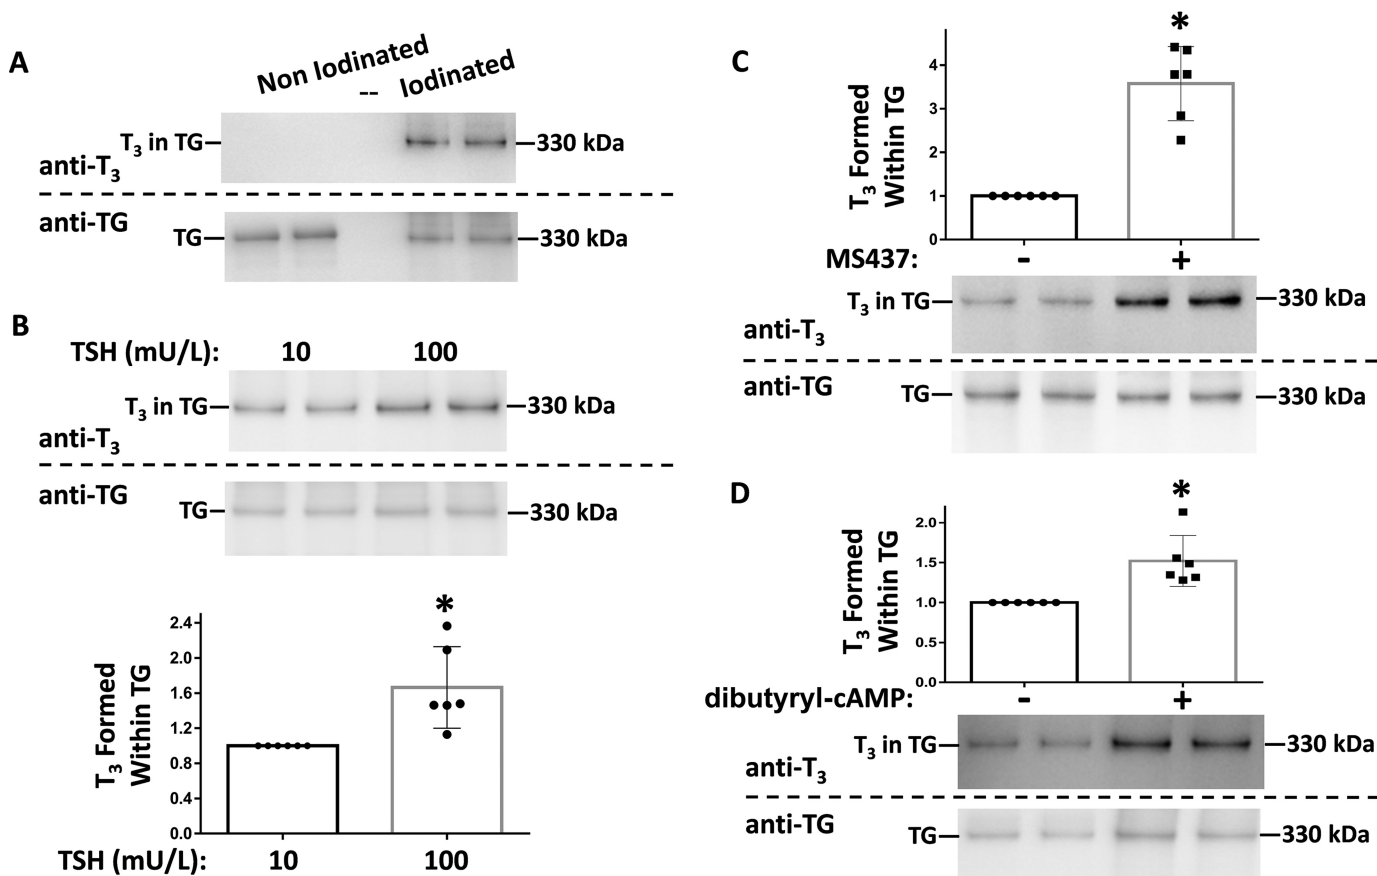 A
Non Iodinated -- Iodinated
T3 in TG 330 kDa
anti-T3
anti-TG
TG 330 kDa
B
TSH (mU/L): 10 100
T3 in TG 330 kDa
anti-T3
anti-TG
TG 330 kDa
*
T3 Formed
Within TG
2.4
2.0
1.6
1.2
0.8
0.4
0.0
TSH (mU/L): 10 100
C
*
T3 Formed
Within TG
4
3
2
1
0
MS437: - +
T3 in TG 330 kDa
anti-T3
anti-TG
TG 330 kDa
D
*
T3 Formed
Within TG
2.0
1.5
1.0
0.5
0.0
dibutyryl-cAMP: - +
T3 in TG 330 kDa
anti-T3
anti-TG
TG 330 kDa